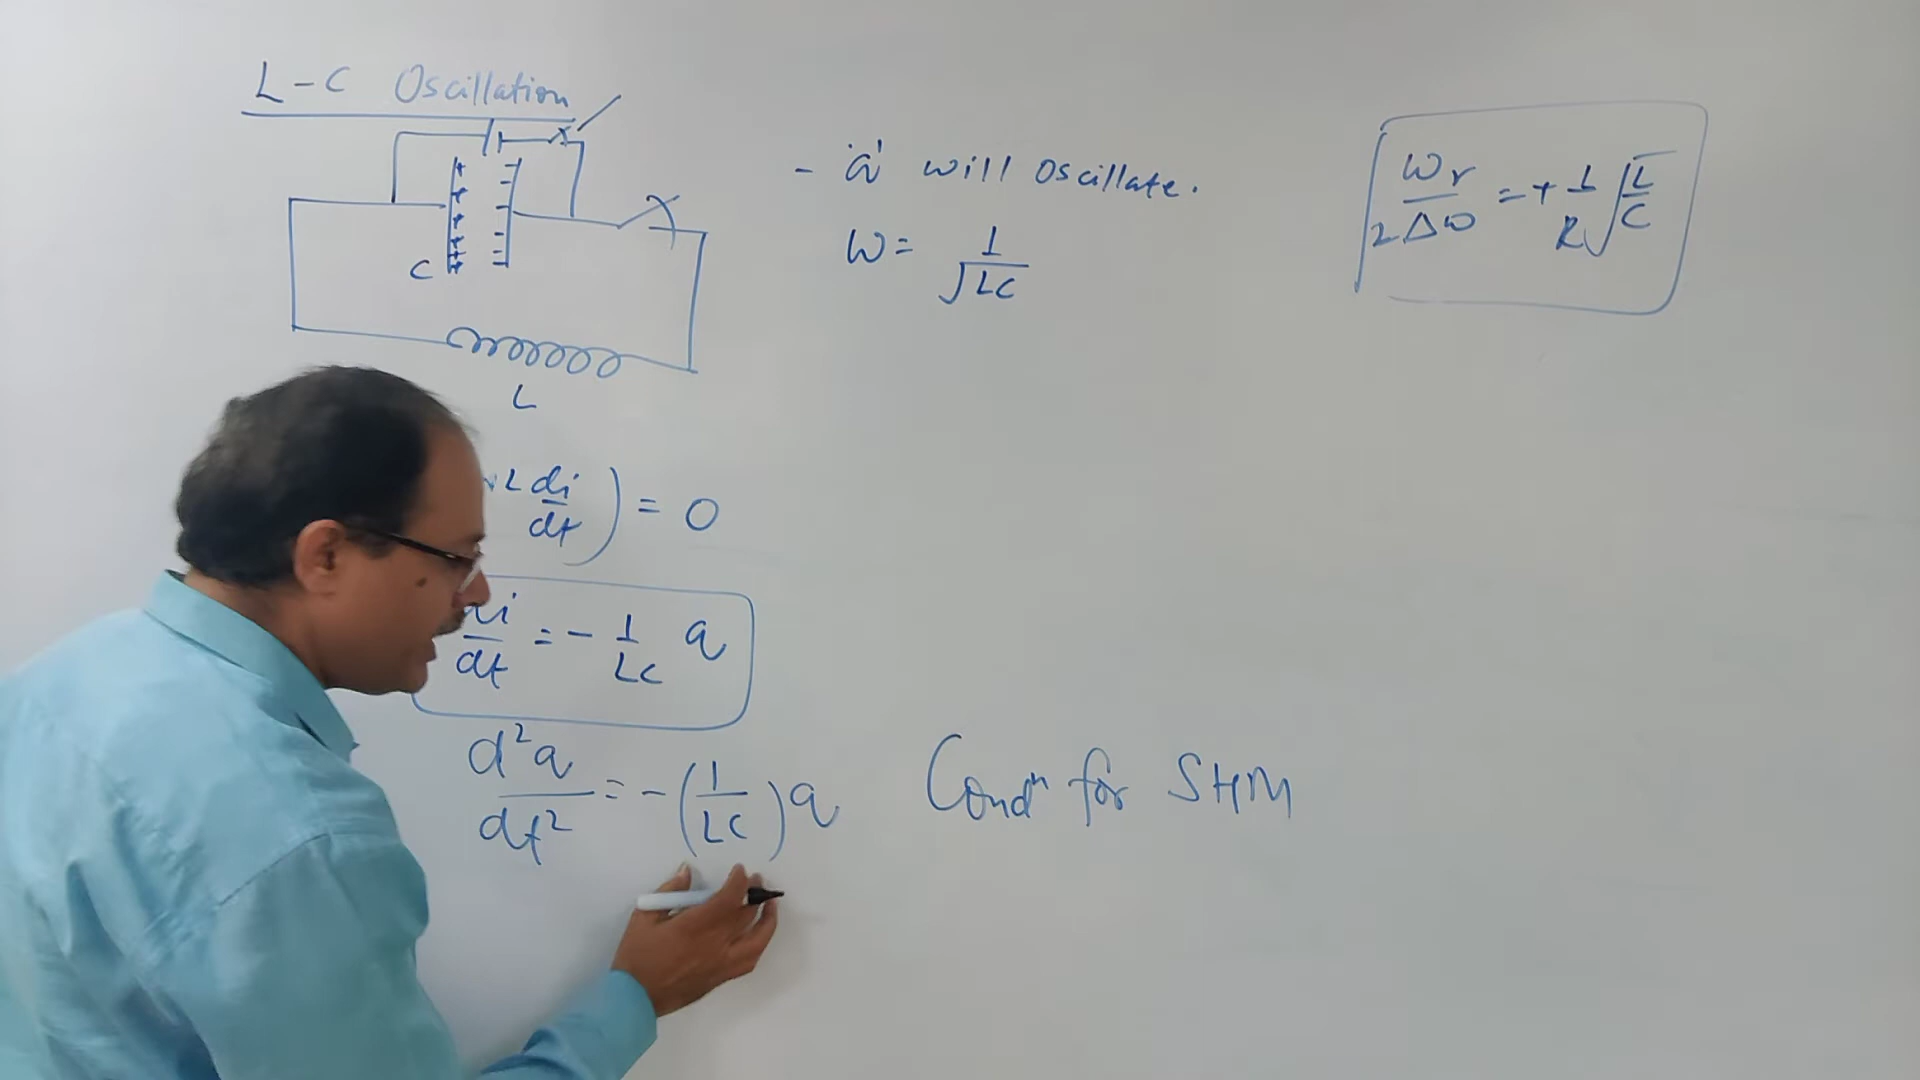 L-C Oscillation
C
L
- 'q' will oscillate.
ω = 1/√LC
ωr/2Δω = + 1/R √L/C
L di/dt ) = 0
di/dt = - 1/LC q
d²q/dt² = - (1/LC) q
Condⁿ for SHM